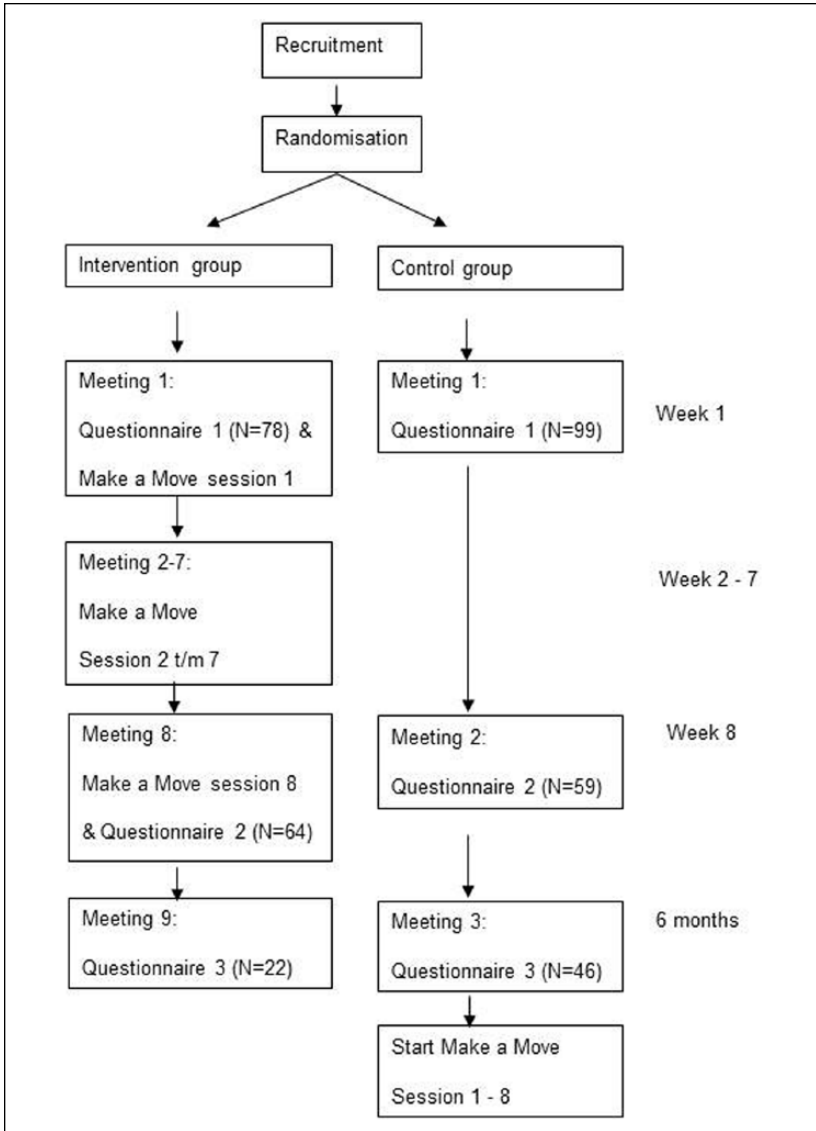 Recruitment
Randomisation
Intervention group
Control group
Meeting 1:
Questionnaire 1 (N=78) &
Make a Move session 1
Meeting 1:
Questionnaire 1 (N=99)
Week 1
Meeting 2-7:
Make a Move
Session 2 t/m 7
Week 2 - 7
Meeting 8:
Make a Move session 8
& Questionnaire 2 (N=64)
Meeting 2:
Questionnaire 2 (N=59)
Week 8
Meeting 9:
Questionnaire 3 (N=22)
Meeting 3:
Questionnaire 3 (N=46)
6 months
Start Make a Move
Session 1 - 8